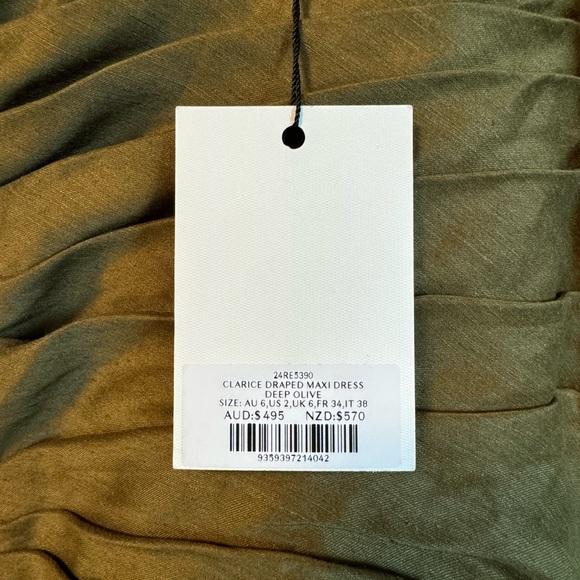 24RE5390
CLARICE DRAPED MAXI DRESS
DEEP OLIVE
SIZE: AU 6,US 2,UK 6,FR 34,IT 38
AUD:$495 NZD:$570
9359397214042